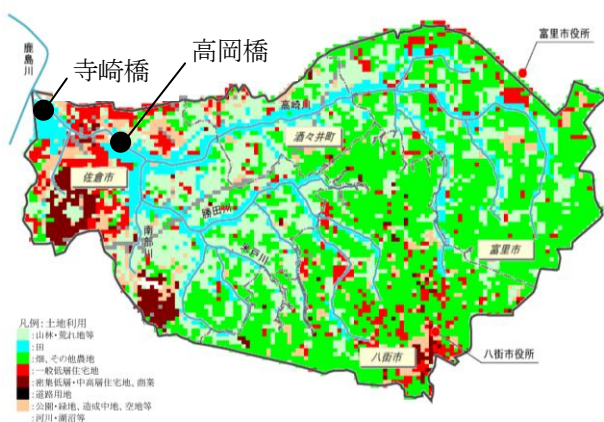 鹿島川
寺崎橋
高岡橋
富里市役所
高崎川
酒々井町
佐倉市
勝田川
南部川
富里市
八街市
八街市役所
凡例:土地利用
:山林・荒れ地等
:田
:畑、その他農地
:一般低層住宅地
:密集低層・中高層住宅地、商業
:道路用地
:公園・緑地、造成中地、空地等
:河川・湖沼等